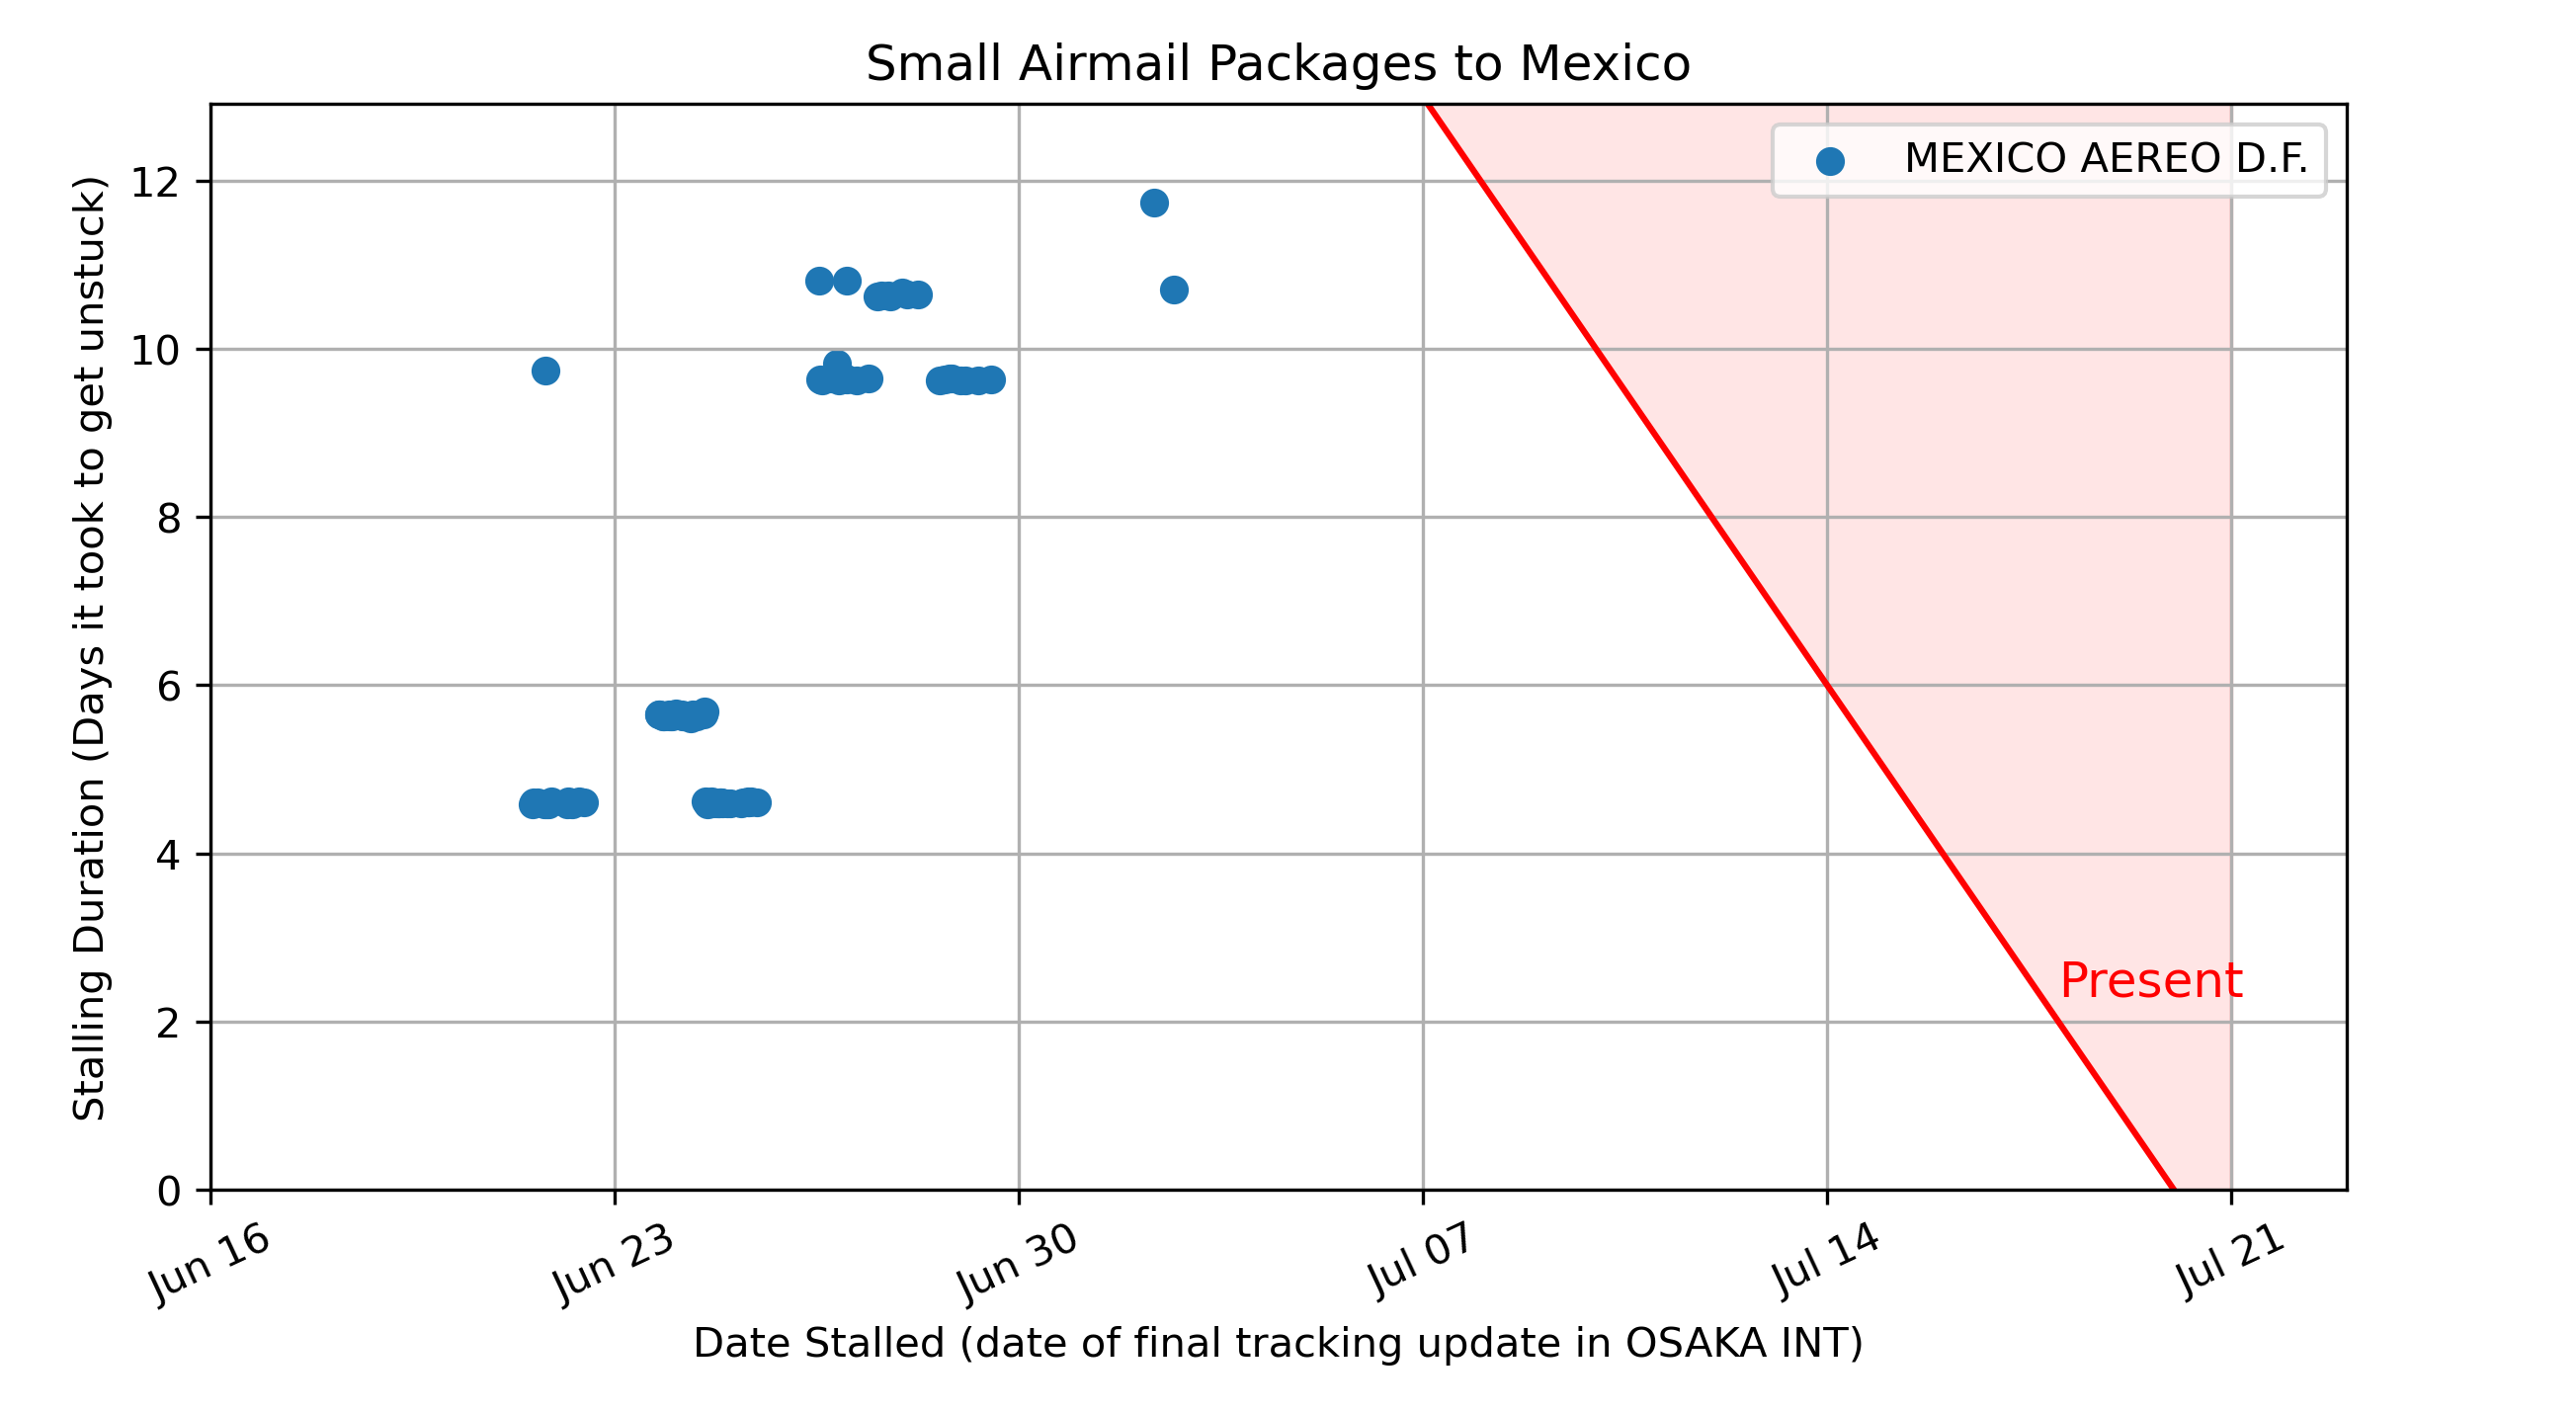 Small Airmail Packages to Mexico
MEXICO AEREO D.F.
Stalling Duration (Days it took to get unstuck)
12
10
8
6
4
2
0
Present
Jun 16
Jun 23
Jun 30
Jul 07
Jul 14
Jul 21
Date Stalled (date of final tracking update in OSAKA INT)